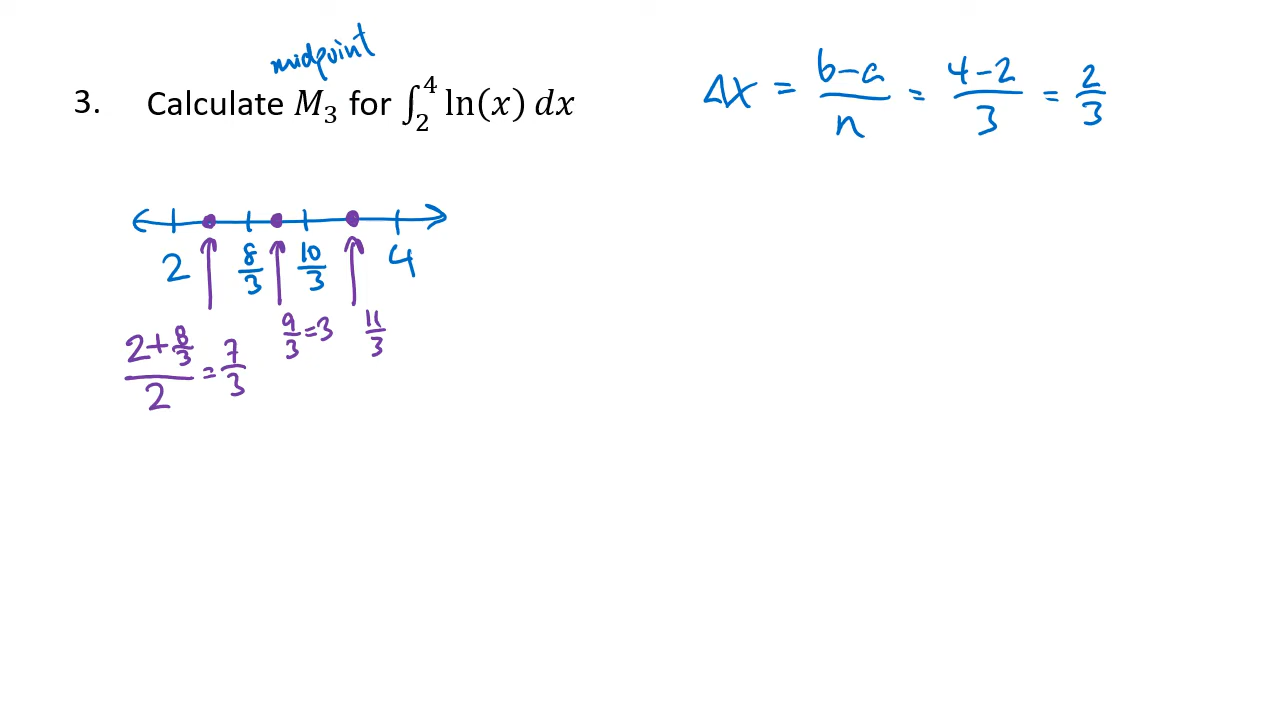 midpoint
3. Calculate M₃ for ∫₂⁴ ln(x) dx
Δx = (b-a)/n = (4-2)/3 = 2/3
2 8/3 10/3 4
(2+8/3)/2 = 7/3 9/3=3 11/3